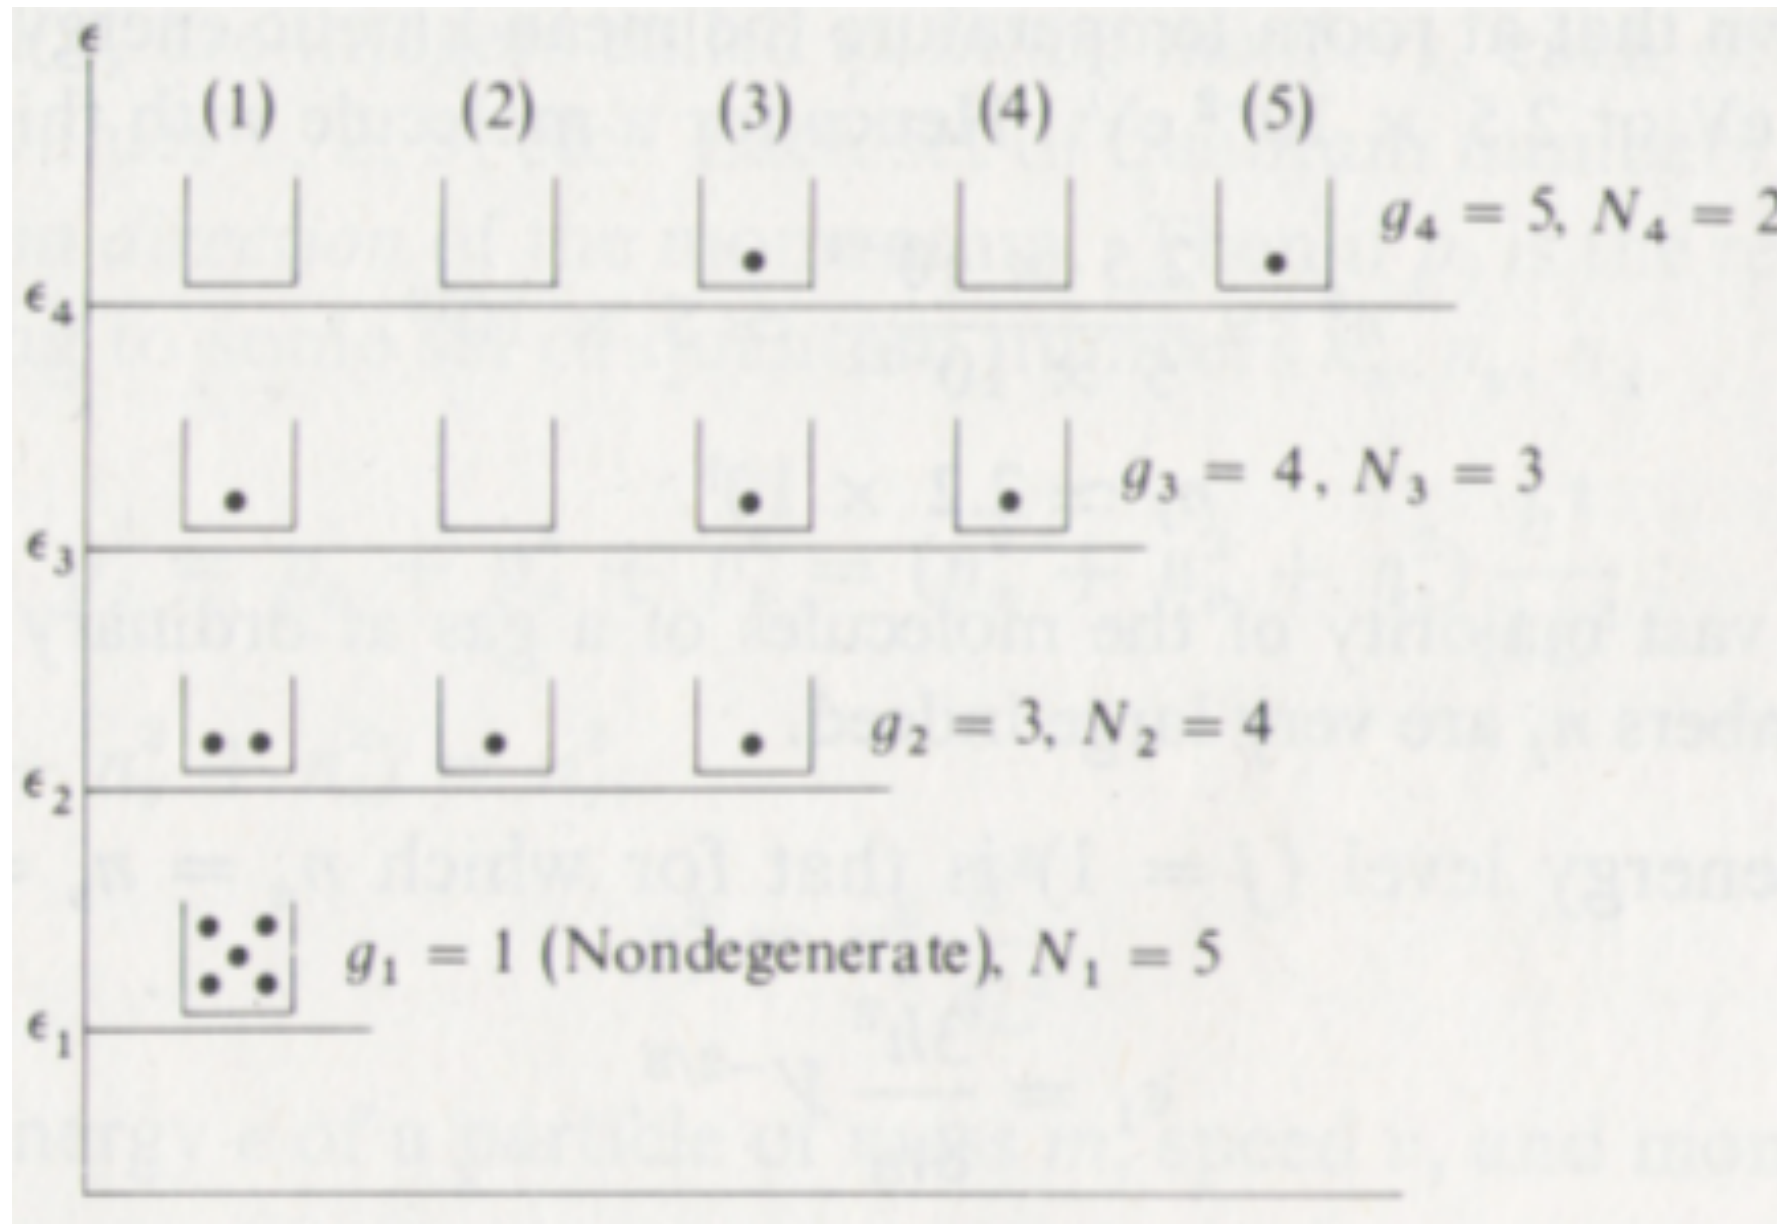 ϵ
(1) (2) (3) (4) (5)
g₄ = 5, N₄ = 2
ϵ₄
g₃ = 4, N₃ = 3
ϵ₃
g₂ = 3, N₂ = 4
ϵ₂
g₁ = 1 (Nondegenerate), N₁ = 5
ϵ₁